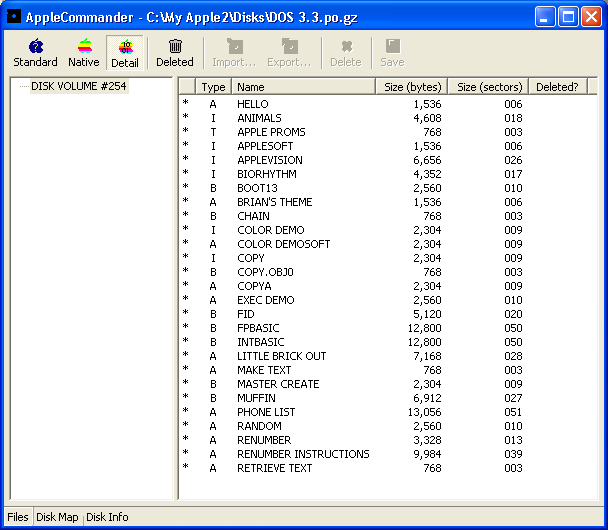 AppleCommander - C:\My Apple2\Disks\DOS 3.3.po.gz
Standard Native Detail Deleted Import... Export... Delete Save
DISK VOLUME #254
Type Name Size (bytes) Size (sectors) Deleted?
* A HELLO 1,536 006
* I ANIMALS 4,608 018
* T APPLE PROMS 768 003
* I APPLESOFT 1,536 006
* I APPLEVISION 6,656 026
* I BIORHYTHM 4,352 017
* B BOOT13 2,560 010
* A BRIAN'S THEME 1,536 006
* B CHAIN 768 003
* I COLOR DEMO 2,304 009
* A COLOR DEMOSOFT 2,304 009
* I COPY 2,304 009
* B COPY.OBJ0 768 003
* A COPYA 2,304 009
* A EXEC DEMO 2,560 010
* B FID 5,120 020
* B FPBASIC 12,800 050
* B INTBASIC 12,800 050
* A LITTLE BRICK OUT 7,168 028
* A MAKE TEXT 768 003
* B MASTER CREATE 2,304 009
* B MUFFIN 6,912 027
* A PHONE LIST 13,056 051
* A RANDOM 2,560 010
* A RENUMBER 3,328 013
* A RENUMBER INSTRUCTIONS 9,984 039
* A RETRIEVE TEXT 768 003
Files Disk Map Disk Info